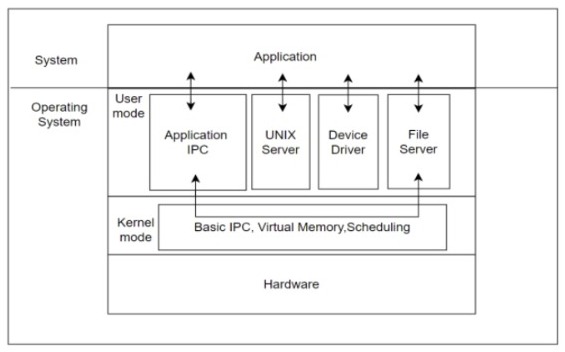 System
Application
Operating
System
User
mode
Application
IPC
UNIX
Server
Device
Driver
File
Server
Kernel
mode
Basic IPC, Virtual Memory,Scheduling
Hardware